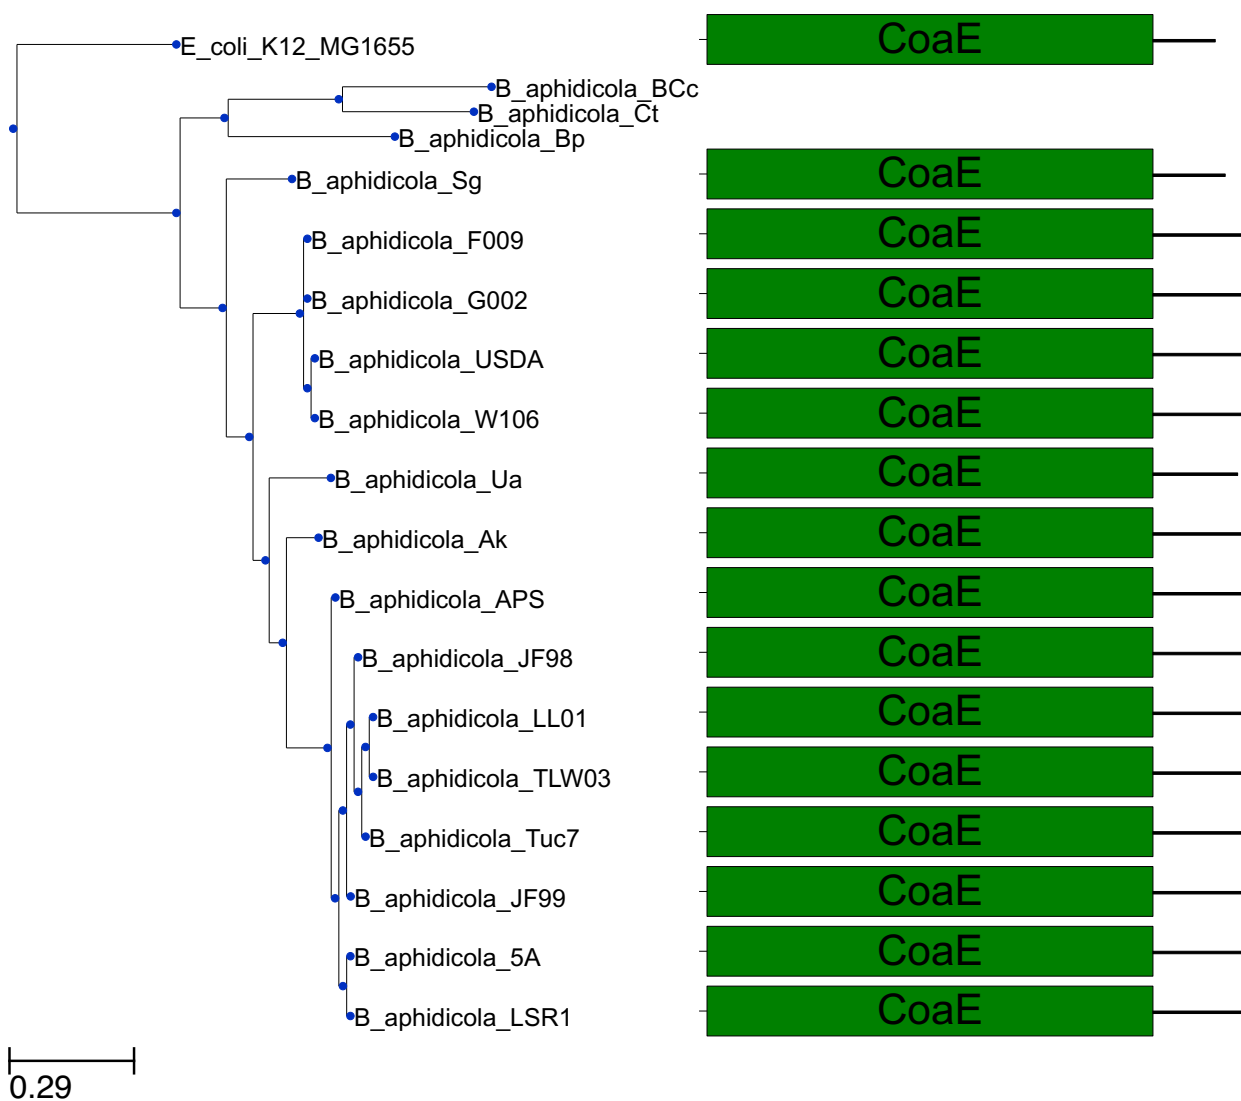 E_coli_K12_MG1655 CoaE
B_aphidicola_BCc
B_aphidicola_Ct
B_aphidicola_Bp
B_aphidicola_Sg CoaE
B_aphidicola_F009 CoaE
B_aphidicola_G002 CoaE
B_aphidicola_USDA CoaE
B_aphidicola_W106 CoaE
B_aphidicola_Ua CoaE
B_aphidicola_Ak CoaE
B_aphidicola_APS CoaE
B_aphidicola_JF98 CoaE
B_aphidicola_LL01 CoaE
B_aphidicola_TLW03 CoaE
B_aphidicola_Tuc7 CoaE
B_aphidicola_JF99 CoaE
B_aphidicola_5A CoaE
B_aphidicola_LSR1 CoaE
0.29